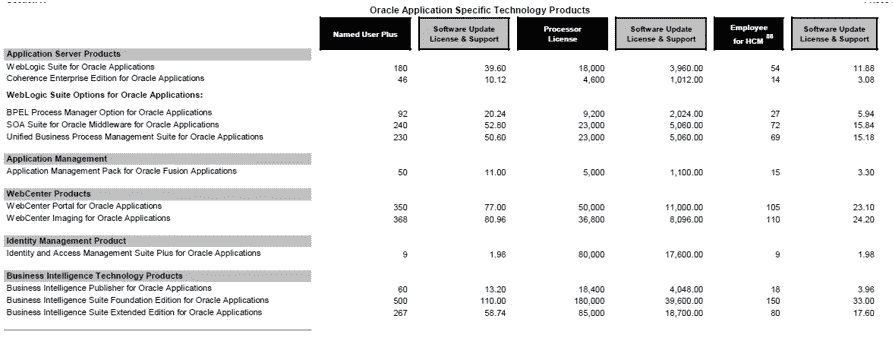 Oracle Application Specific Technology Products
Named User Plus Software Update License & Support Processor License Software Update License & Support Employee for HCM 88 Software Update License & Support
Application Server Products
WebLogic Suite for Oracle Applications 180 39.60 18,000 3,960.00 54 11.88
Coherence Enterprise Edition for Oracle Applications 46 10.12 4,600 1,012.00 14 3.08
WebLogic Suite Options for Oracle Applications:
BPEL Process Manager Option for Oracle Applications 92 20.24 9,200 2,024.00 27 5.94
SOA Suite for Oracle Middleware for Oracle Applications 240 52.80 23,000 5,060.00 72 15.84
Unified Business Process Management Suite for Oracle Applications 230 50.60 23,000 5,060.00 69 15.18
Application Management
Application Management Pack for Oracle Fusion Applications 50 11.00 5,000 1,100.00 15 3.30
WebCenter Products
WebCenter Portal for Oracle Applications 350 77.00 50,000 11,000.00 105 23.10
WebCenter Imaging for Oracle Applications 368 80.96 36,800 8,096.00 110 24.20
Identity Management Product
Identity and Access Management Suite Plus for Oracle Applications 9 1.98 80,000 17,600.00 9 1.98
Business Intelligence Technology Products
Business Intelligence Publisher for Oracle Applications 60 13.20 18,400 4,048.00 18 3.96
Business Intelligence Suite Foundation Edition for Oracle Applications 500 110.00 180,000 39,600.00 150 33.00
Business Intelligence Suite Extended Edition for Oracle Applications 267 58.74 85,000 18,700.00 80 17.60